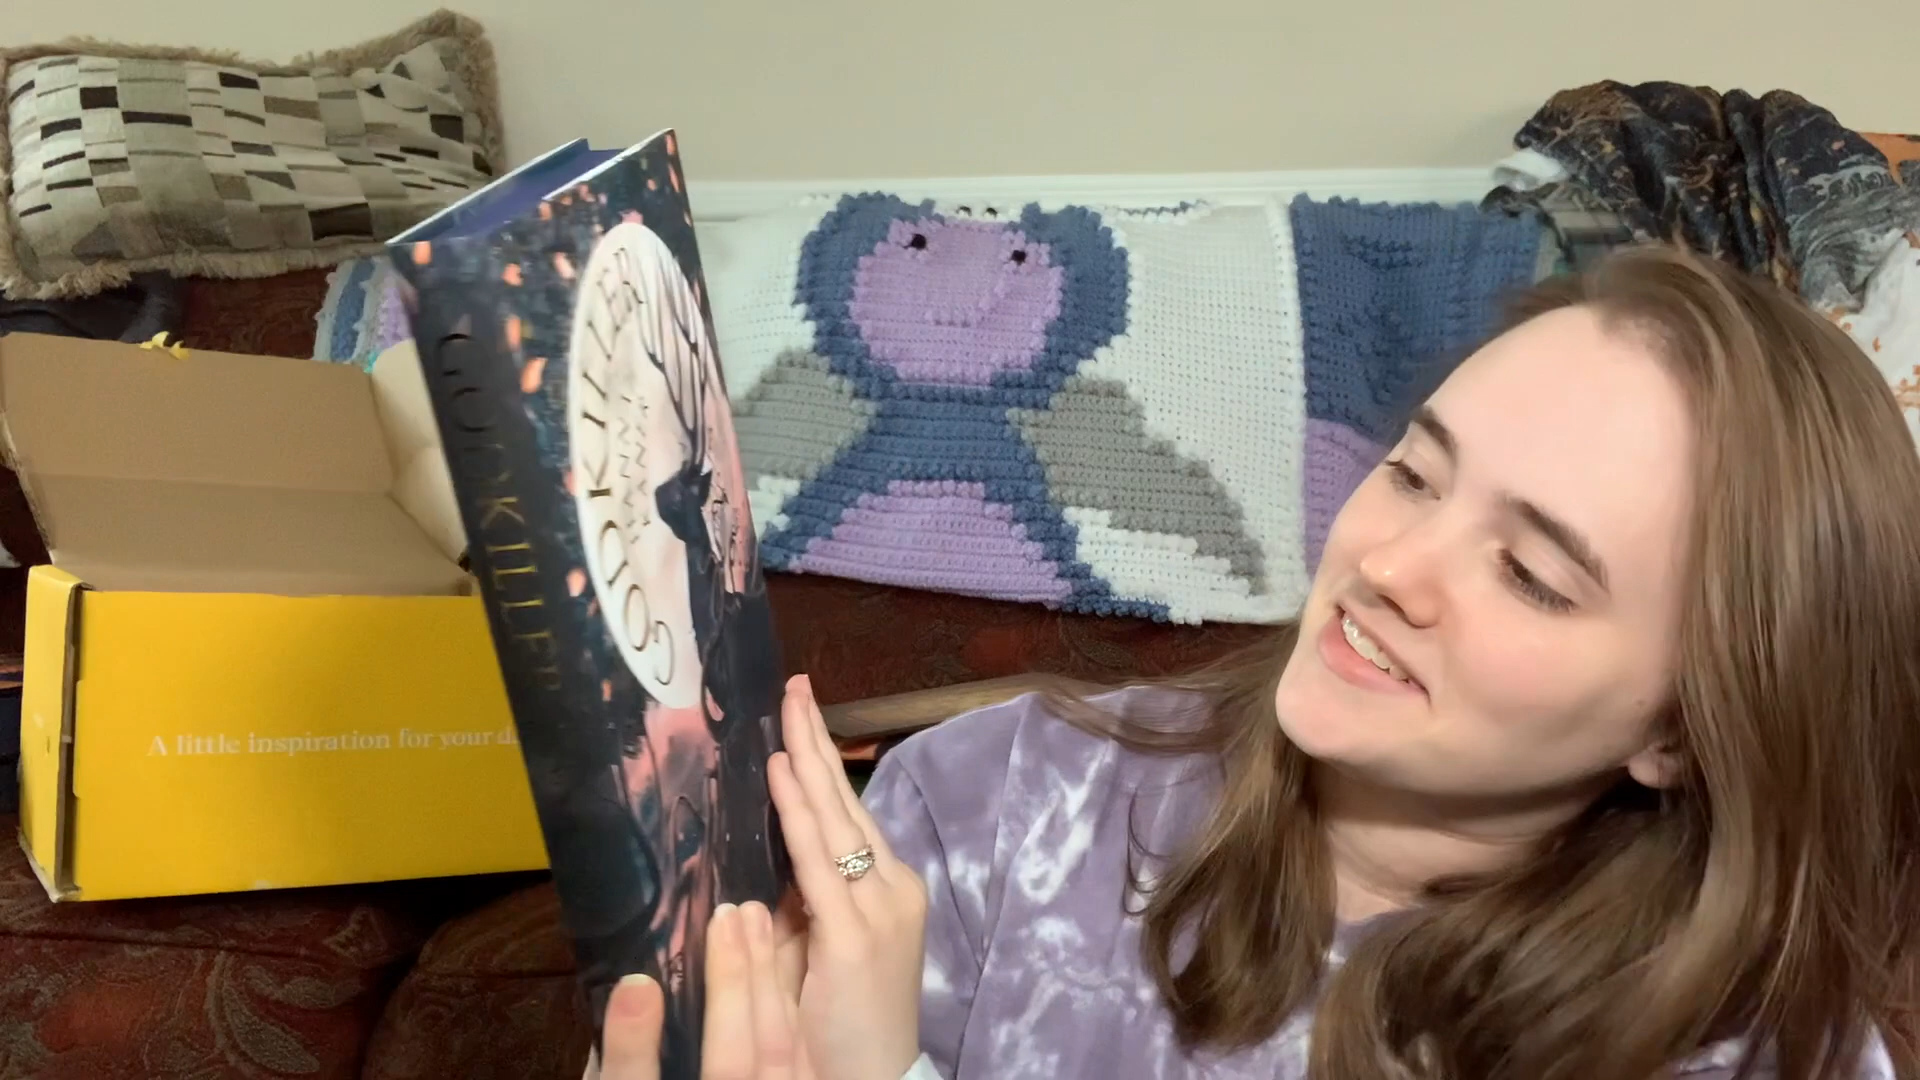 GODKILLER
GODKILLER
HANNAH
KANER
A little inspiration for your